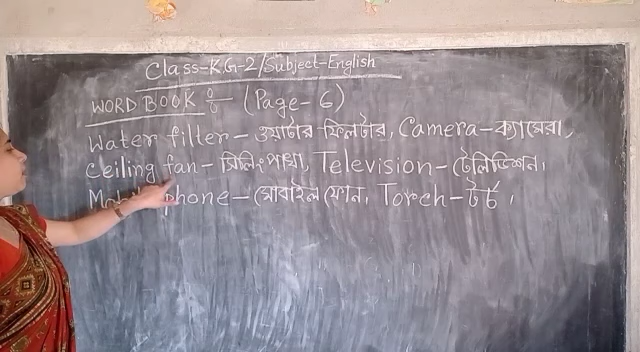 Class-KG-2/Subject-English
WORD BOOK :- (Page-6)
Water filter-ওয়াটার ফিলটার, Camera-ক্যামেরা,
Ceiling fan-সিলিং পাখা, Television-টেলিভিশন।
phone-মোবাইল ফোন, Torch-টর্চ।